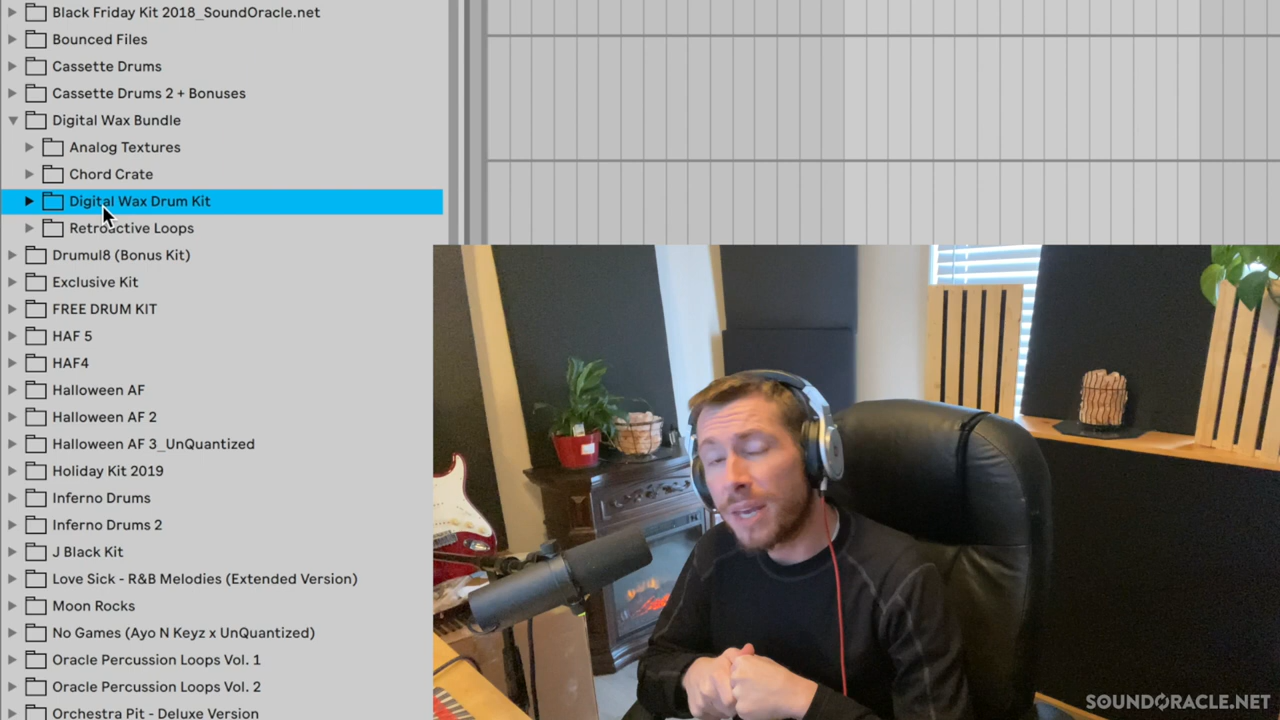 Black Friday Kit 2018_SoundOracle.net
Bounced Files
Cassette Drums
Cassette Drums 2 + Bonuses
Digital Wax Bundle
Analog Textures
Chord Crate
Digital Wax Drum Kit
Retroactive Loops
Drumul8 (Bonus Kit)
Exclusive Kit
FREE DRUM KIT
HAF 5
HAF4
Halloween AF
Halloween AF 2
Halloween AF 3_UnQuantized
Holiday Kit 2019
Inferno Drums
Inferno Drums 2
J Black Kit
Love Sick - R&B Melodies (Extended Version)
Moon Rocks
No Games (Ayo N Keyz x UnQuantized)
Oracle Percussion Loops Vol. 1
Oracle Percussion Loops Vol. 2
Orchestra Pit - Deluxe Version
SOUNDORACLE.NET